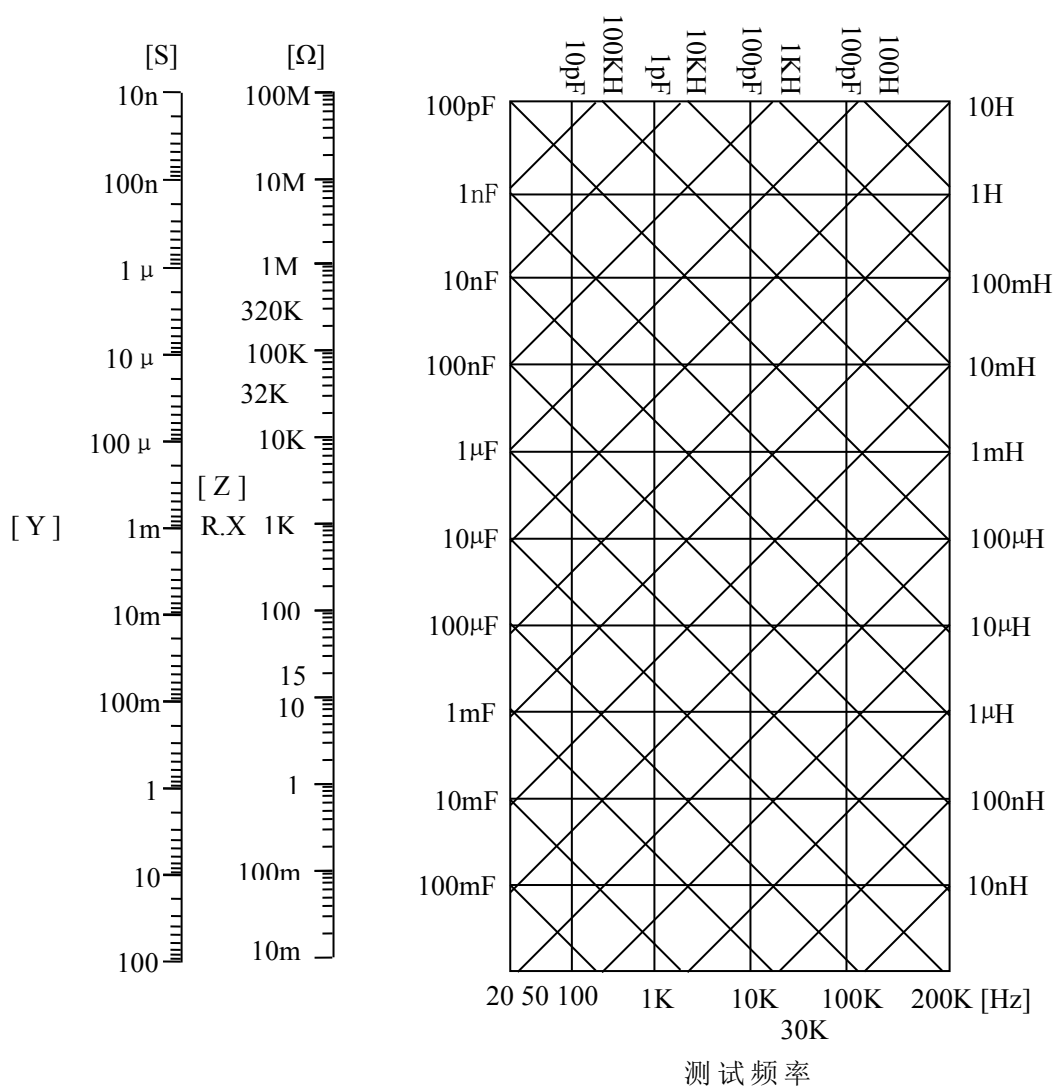 [S]
[Ω]
10pF
100KH
1pF
10KH
100pF
1KH
100pF
100H
10n
100n
1 μ
10 μ
100 μ
1m
10m
100m
1
10
100
[ Y ]
[ Z ]
R.X
100M
10M
1M
320K
100K
32K
10K
1K
100
15
10
1
100m
10m
100pF
1nF
10nF
100nF
1μF
10μF
100μF
1mF
10mF
100mF
10H
1H
100mH
10mH
1mH
100μH
10μH
1μH
100nH
10nH
20 50 100 1K 10K 100K 200K [Hz]
30K
测试频率